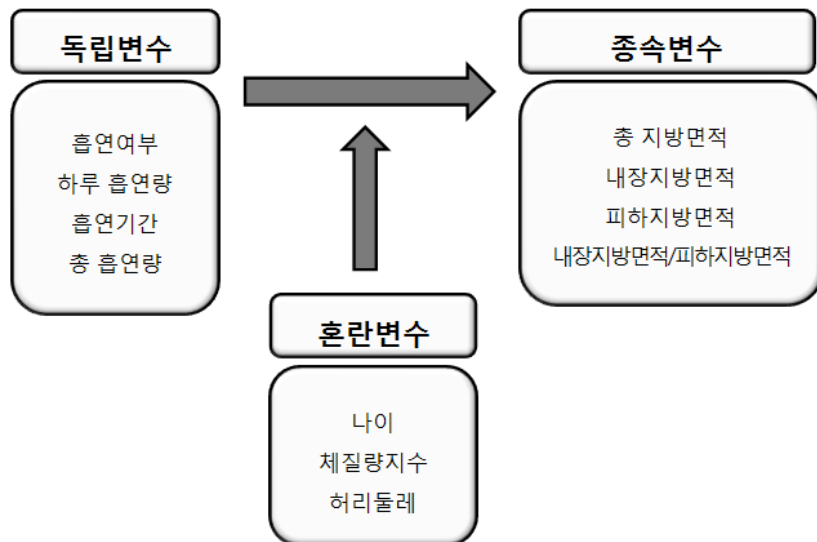 독립변수
흡연여부
하루 흡연량
흡연기간
총 흡연량
종속변수
총 지방면적
내장지방면적
피하지방면적
내장지방면적/피하지방면적
혼란변수
나이
체질량지수
허리둘레